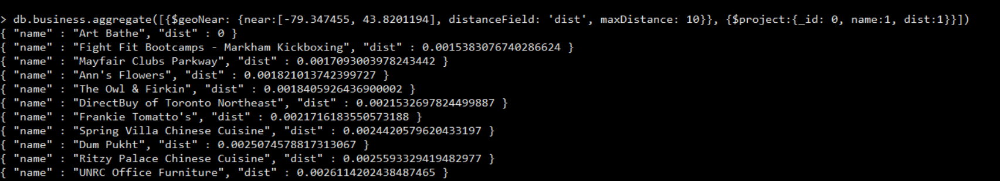 > db.business.aggregate([{$geoNear: {near:[-79.347455, 43.8201194], distanceField: 'dist', maxDistance: 10}}, {$project:{_id: 0, name:1, dist:1}}])
{ "name" : "Art Bathe", "dist" : 0 }
{ "name" : "Fight Fit Bootcamps - Markham Kickboxing", "dist" : 0.0015383076740286624 }
{ "name" : "Mayfair Clubs Parkway", "dist" : 0.0017093003978243442 }
{ "name" : "Ann's Flowers", "dist" : 0.001821013742399727 }
{ "name" : "The Owl & Firkin", "dist" : 0.0018405926436900002 }
{ "name" : "DirectBuy of Toronto Northeast", "dist" : 0.0021532697824499887 }
{ "name" : "Frankie Tomatto's", "dist" : 0.0021716183550573188 }
{ "name" : "Spring Villa Chinese Cuisine", "dist" : 0.0024420579620433197 }
{ "name" : "Dum Pukht", "dist" : 0.0025074578817313067 }
{ "name" : "Ritzy Palace Chinese Cuisine", "dist" : 0.0025593329419482977 }
{ "name" : "UNRC Office Furniture", "dist" : 0.0026114202438487465 }